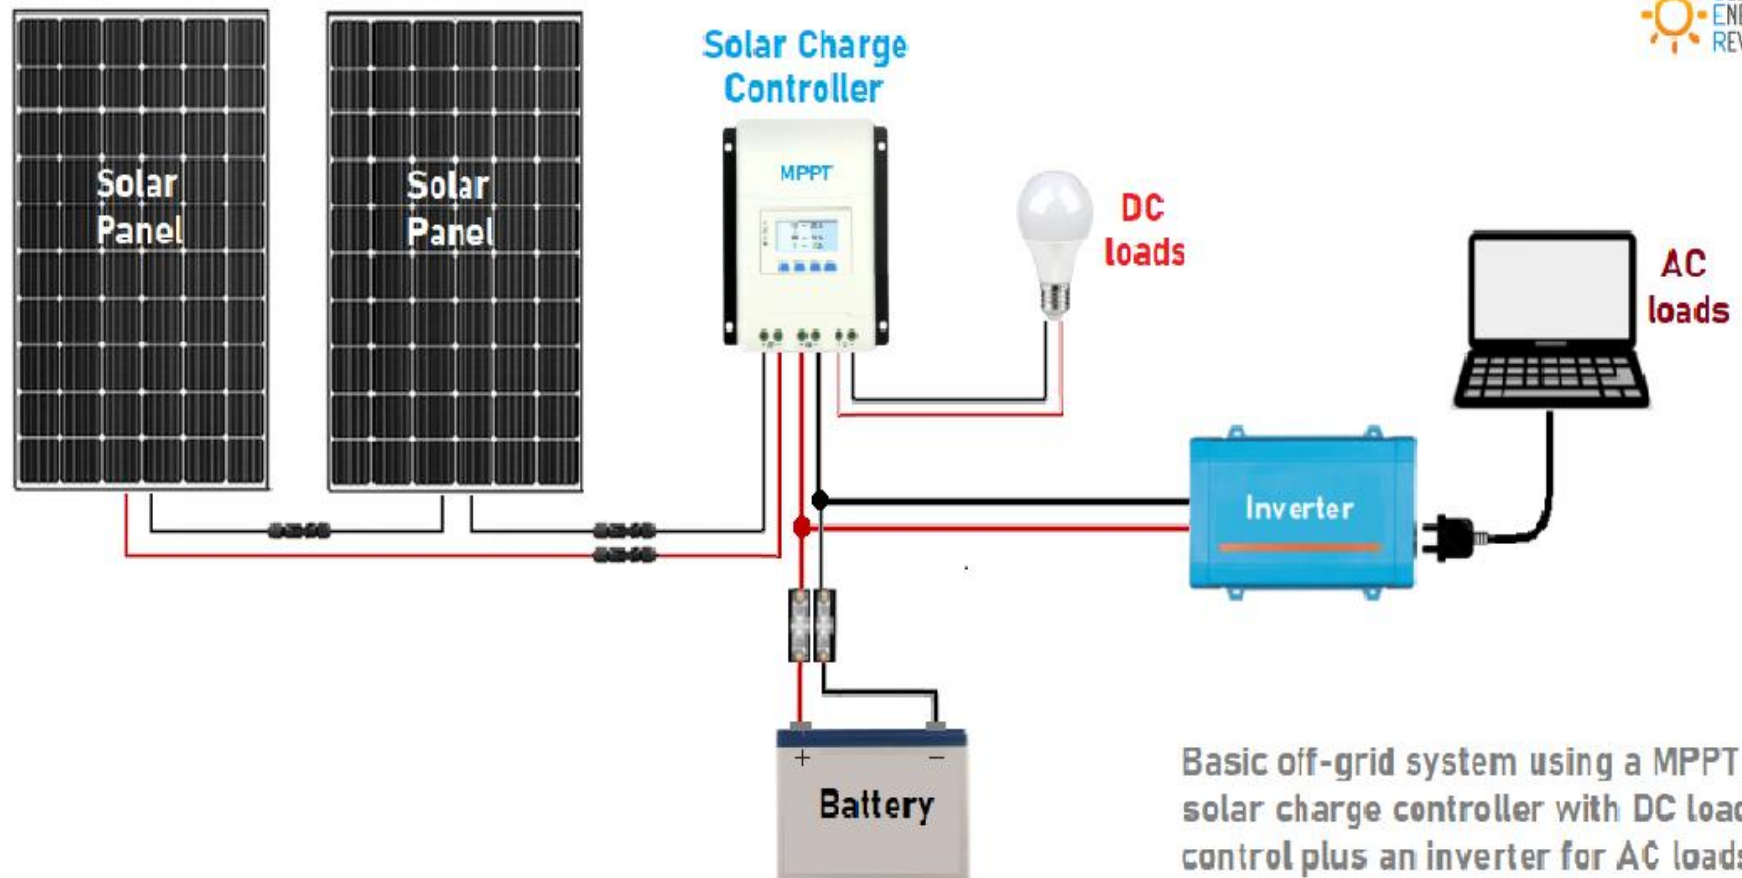 Solar
Panel
Solar
Panel
Solar Charge
Controller
MPPT
DC
loads
AC
loads
Inverter
+ −
Battery
Basic off-grid system using a MPPT
solar charge controller with DC load
control plus an inverter for AC loads